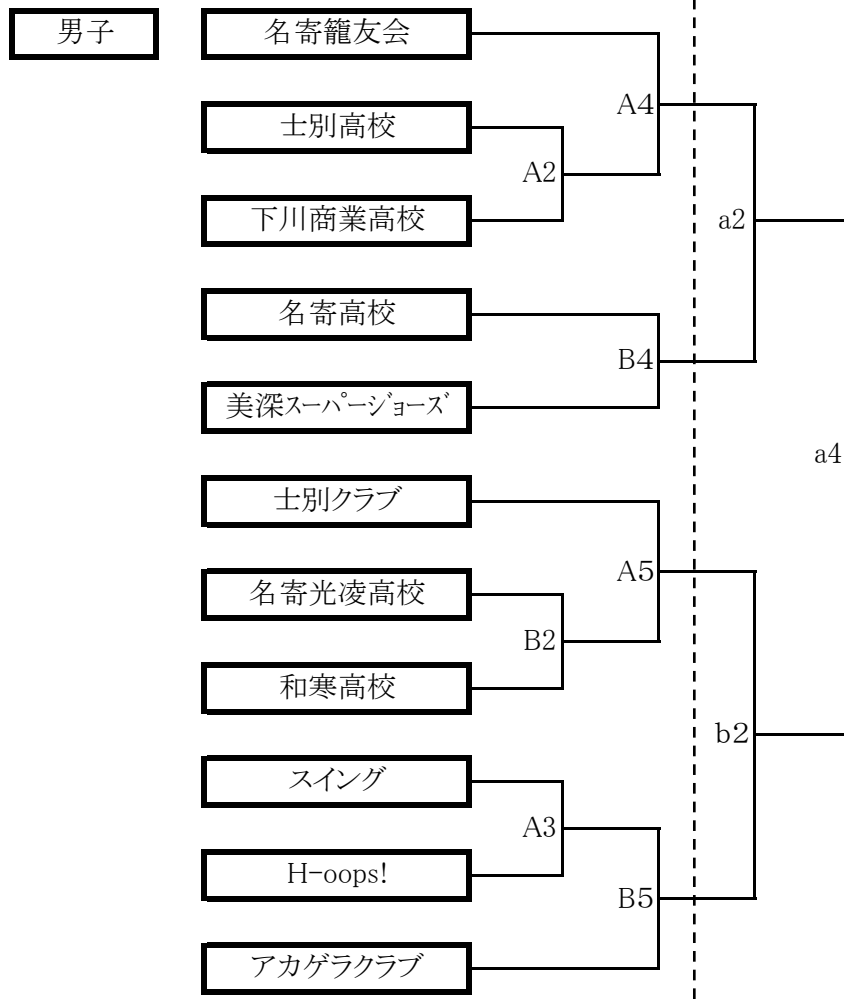 男子
名寄籠友会
A4
士別高校
A2
下川商業高校
a2
名寄高校
B4
美深スーパージョーズ
a4
士別クラブ
A5
名寄光凌高校
B2
和寒高校
b2
スイング
A3
H-oops!
B5
アカゲラクラブ